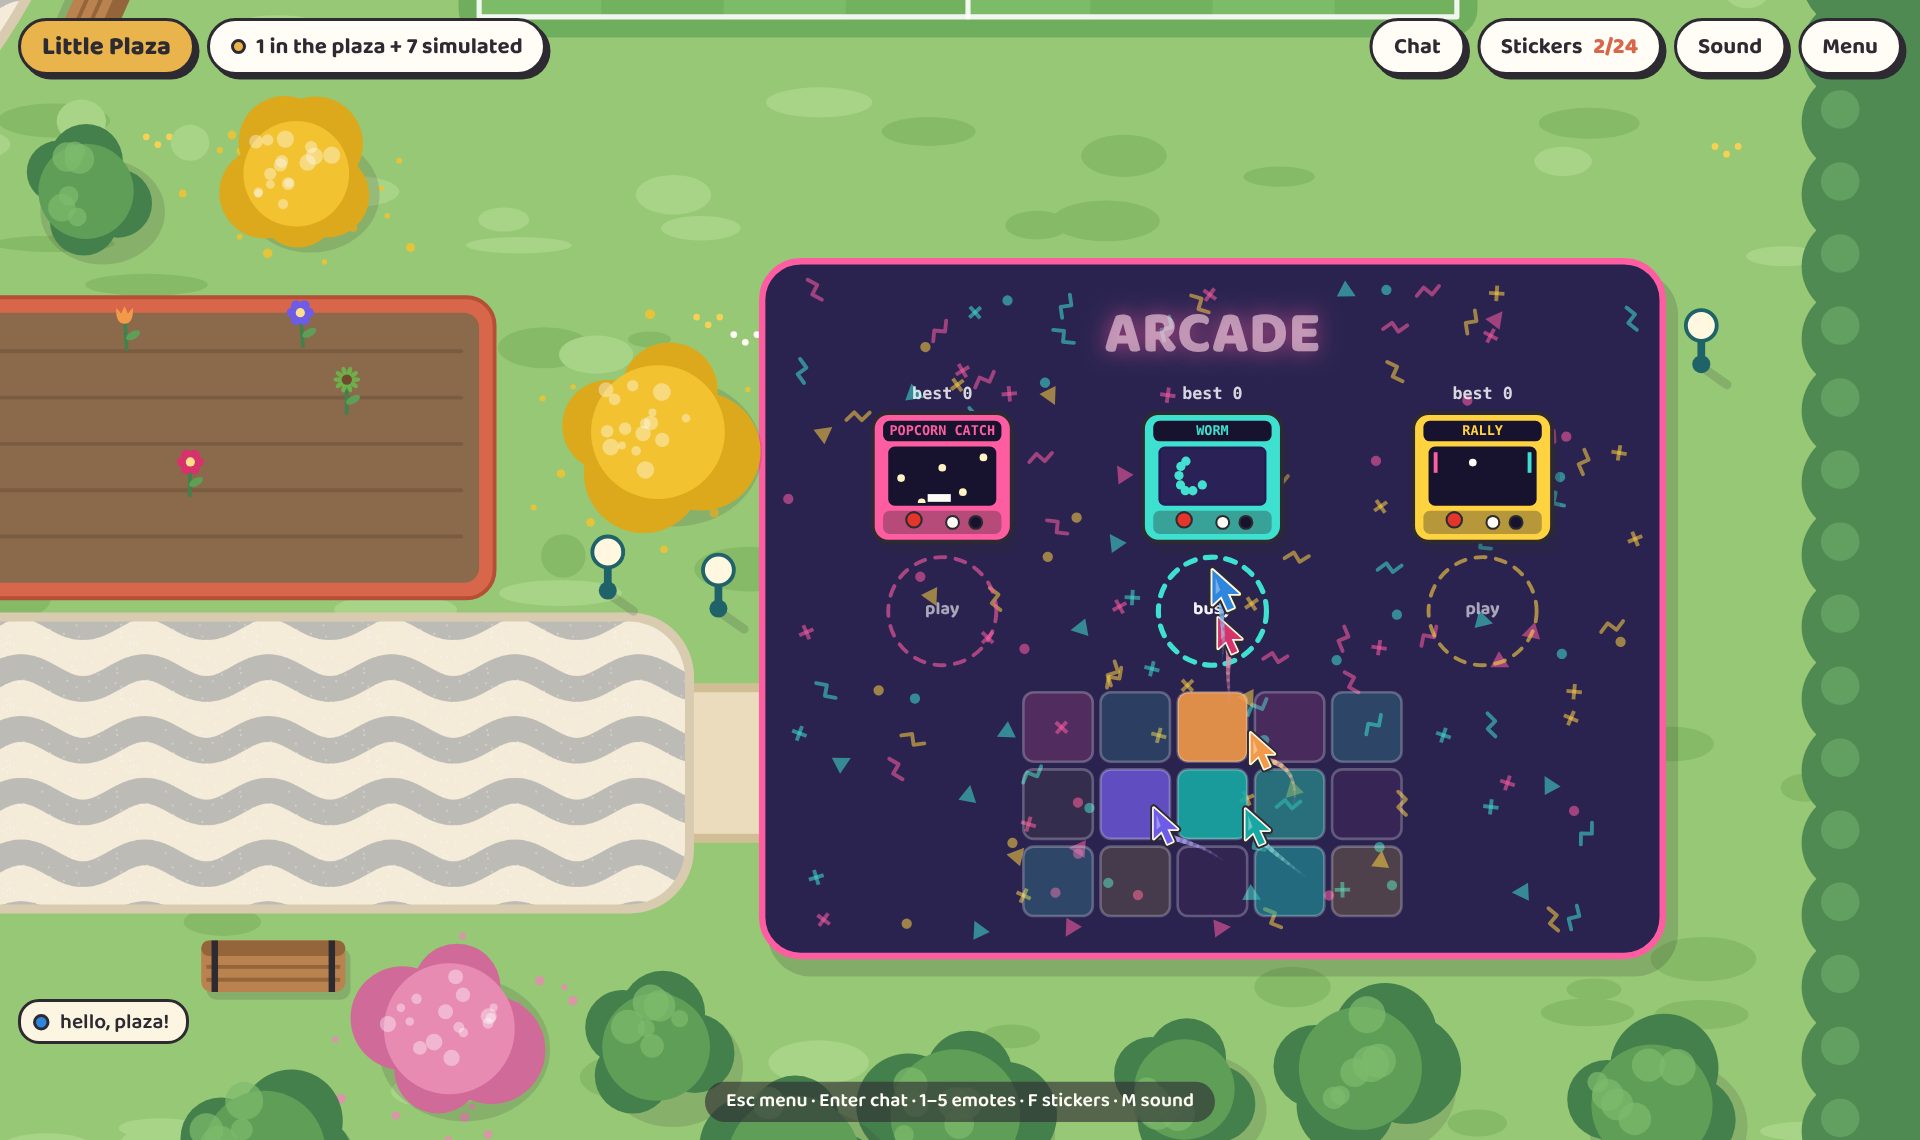 Little Plaza
1 in the plaza + 7 simulated
Chat
Stickers 2/24
Sound
Menu
ARCADE
best 0
best 0
best 0
POPCORN CATCH
WORM
RALLY
play
play
hello, plaza!
Esc menu · Enter chat · 1–5 emotes · F stickers · M sound